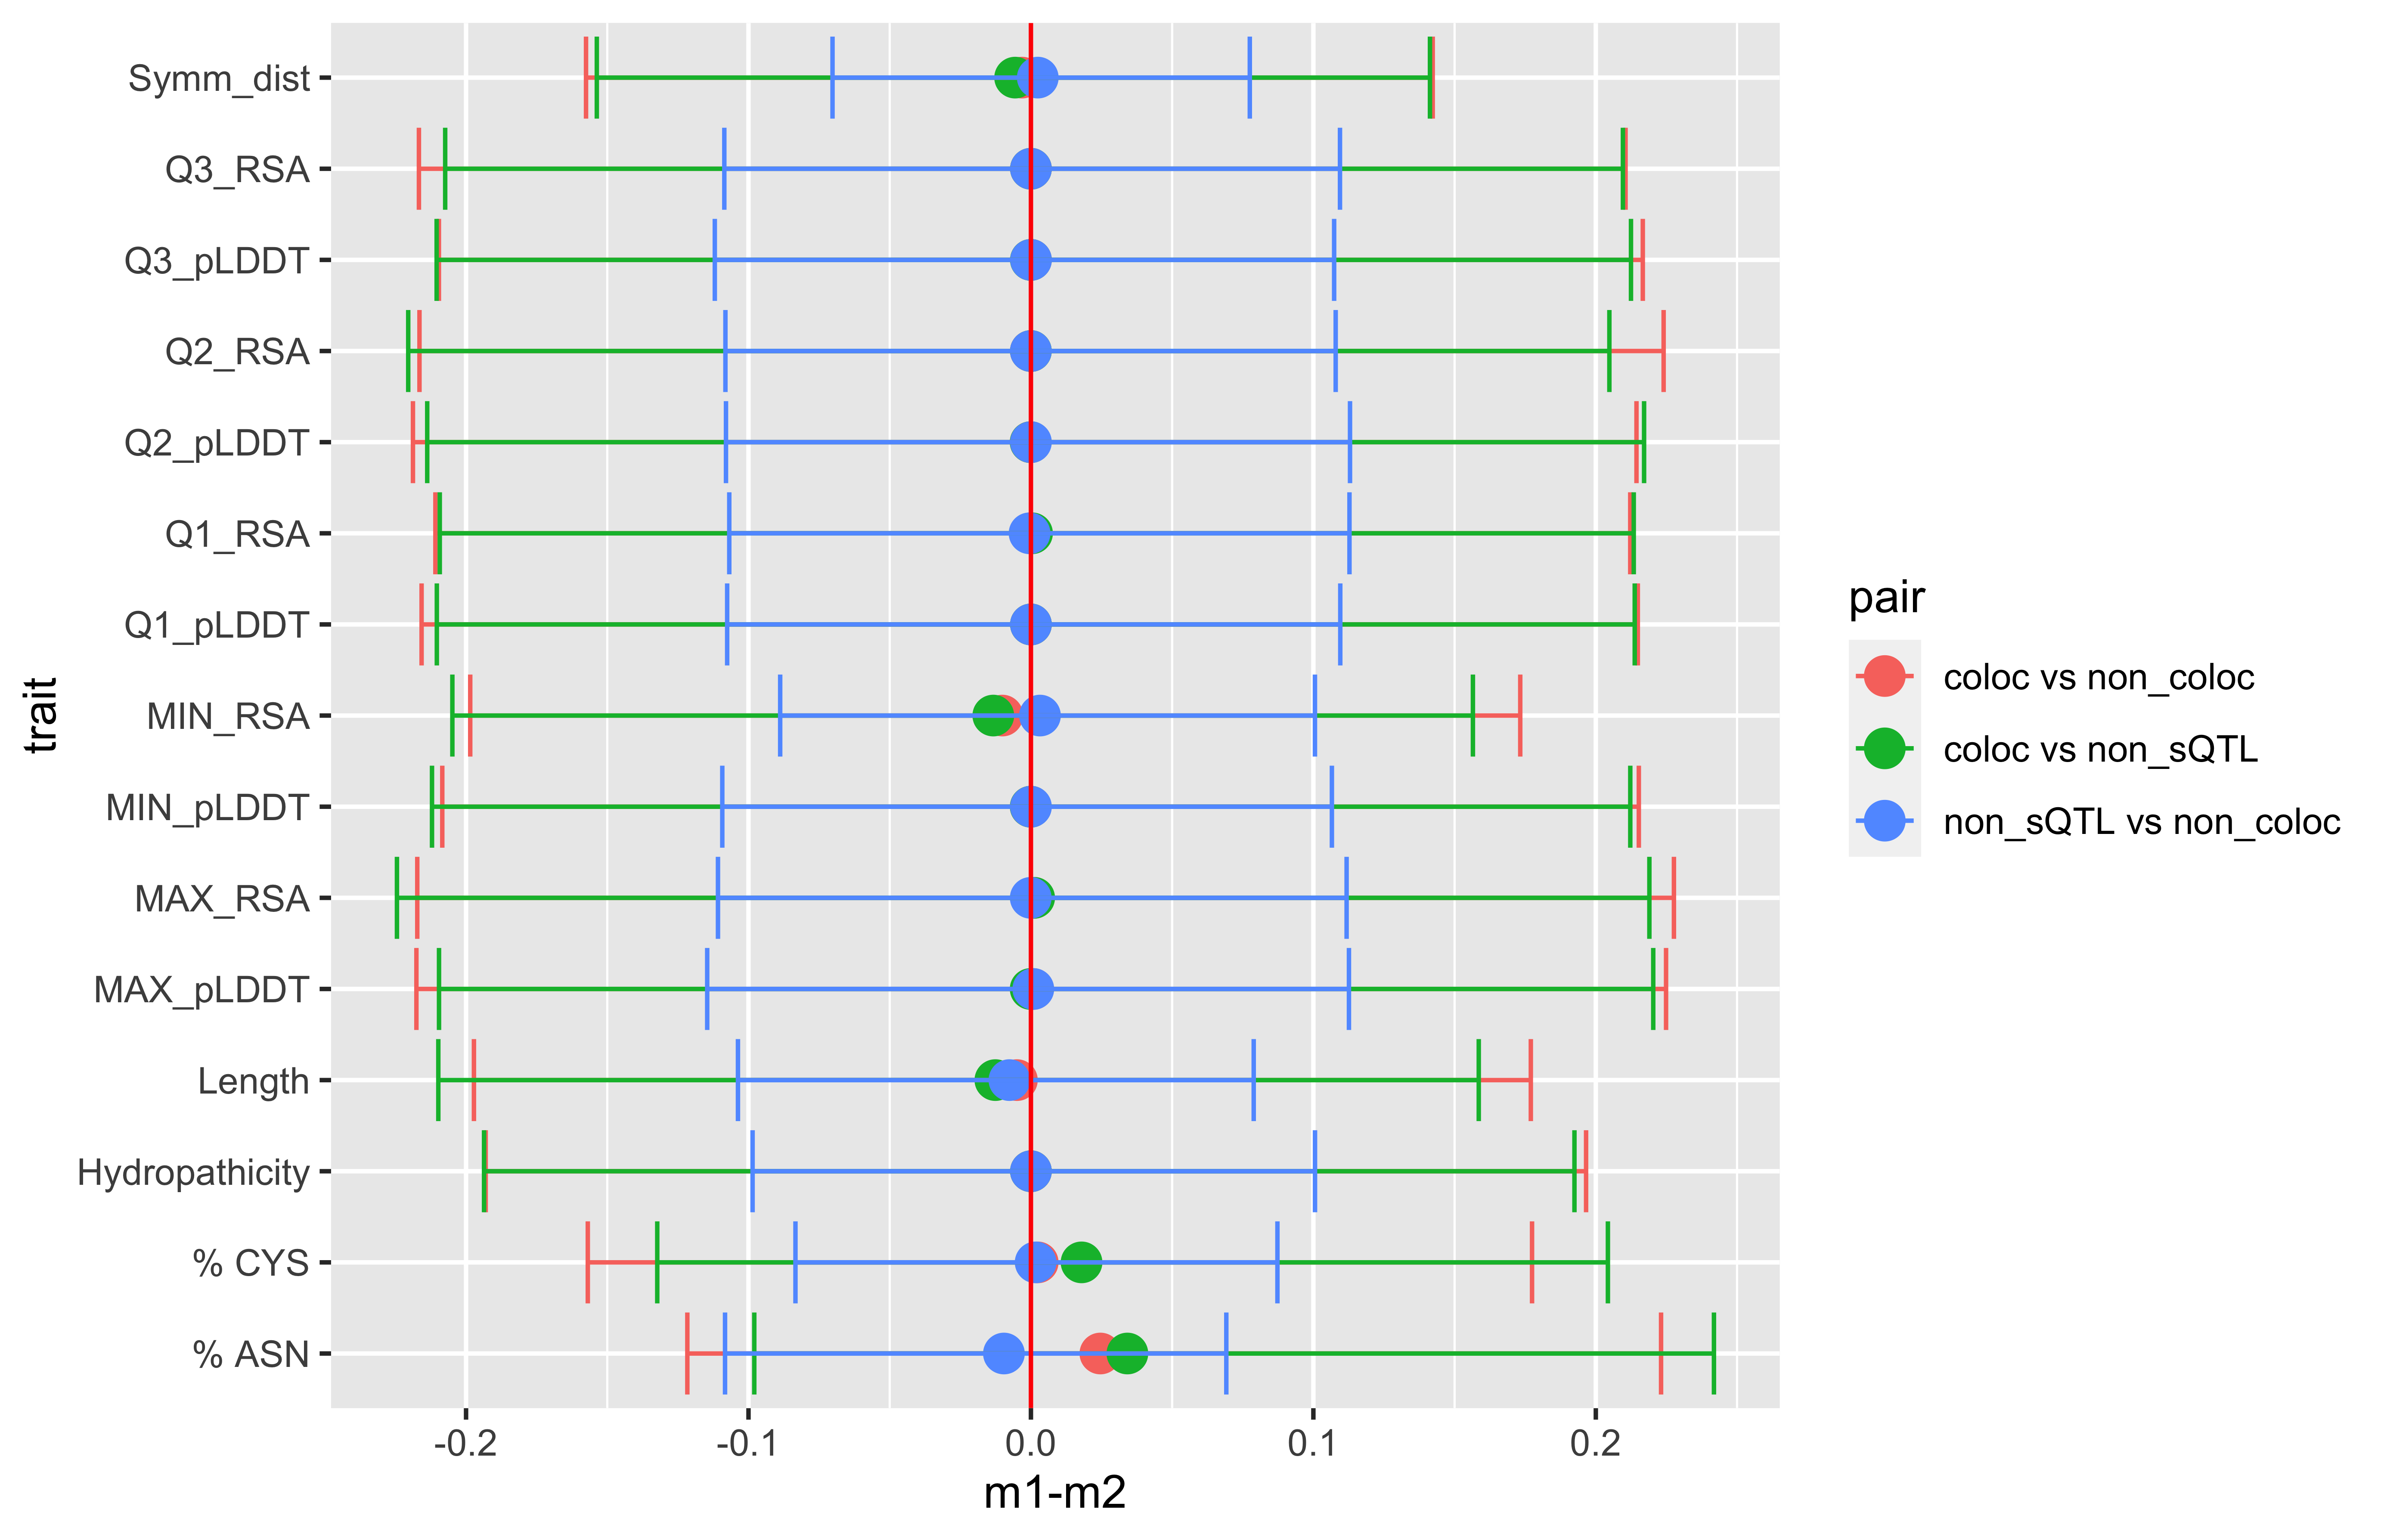 trait
Symm_dist
Q3_RSA
Q3_pLDDT
Q2_RSA
Q2_pLDDT
Q1_RSA
Q1_pLDDT
MIN_RSA
MIN_pLDDT
MAX_RSA
MAX_pLDDT
Length
Hydropathicity
% CYS
% ASN
-0.2 -0.1 0.0 0.1 0.2
m1-m2
pair
coloc vs non_coloc
coloc vs non_sQTL
non_sQTL vs non_coloc